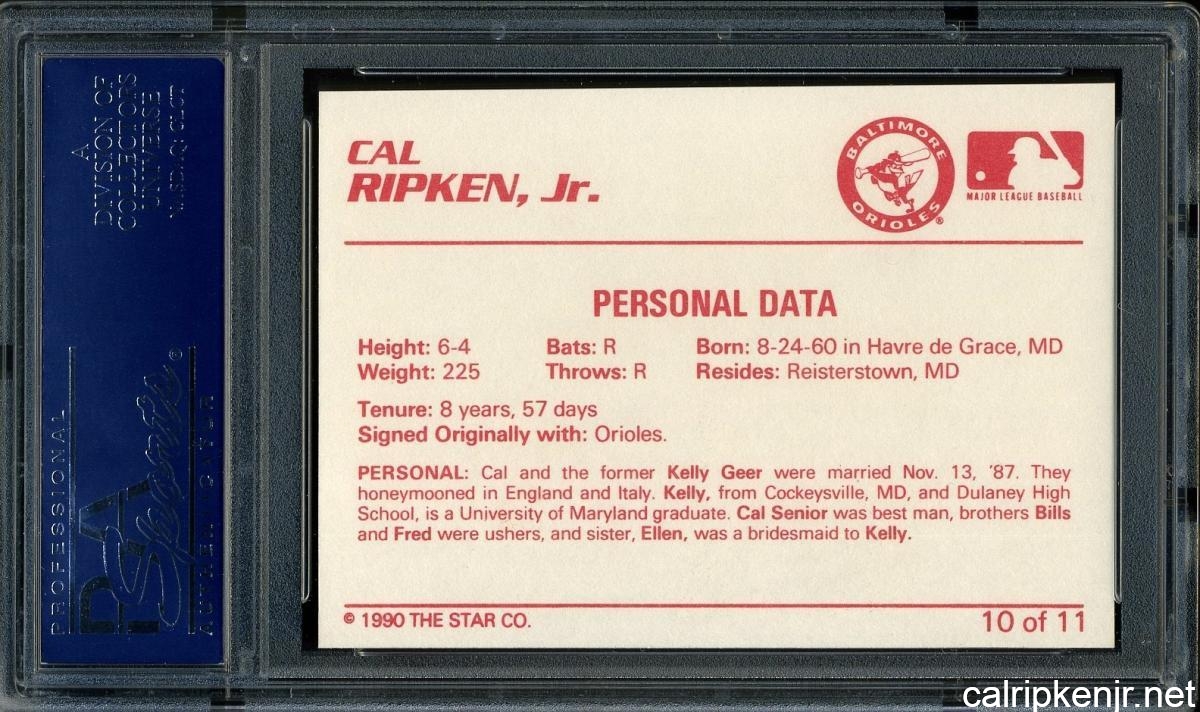 A
DIVISION OF
COLLECTORS
UNIVERSE
NASDAQ: CLCT
PROFESSIONAL
PSA
Sports
®
CAL
RIPKEN, Jr.
BALTIMORE
ORIOLES
®
MAJOR LEAGUE BASEBALL
PERSONAL DATA
Height: 6-4 Bats: R Born: 8-24-60 in Havre de Grace, MD
Weight: 225 Throws: R Resides: Reisterstown, MD
Tenure: 8 years, 57 days
Signed Originally with: Orioles.
PERSONAL: Cal and the former Kelly Geer were married Nov. 13, '87. They
honeymooned in England and Italy. Kelly, from Cockeysville, MD, and Dulaney High
School, is a University of Maryland graduate. Cal Senior was best man, brothers Bills
and Fred were ushers, and sister, Ellen, was a bridesmaid to Kelly.
© 1990 THE STAR CO. 10 of 11
calripkenjr.net